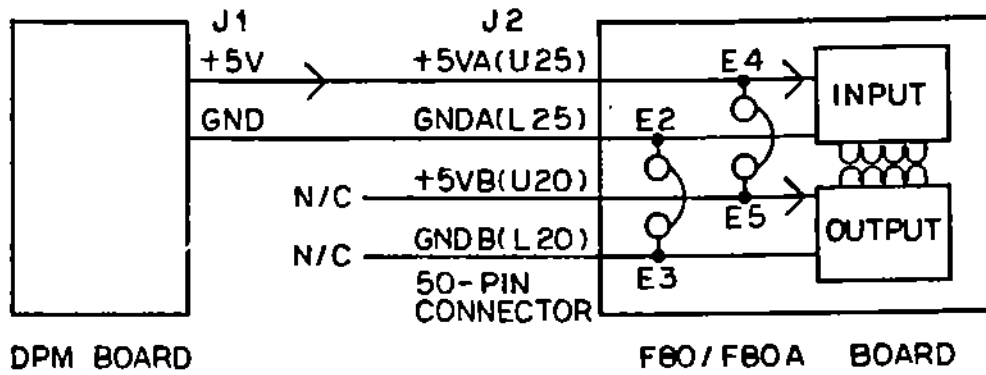 J1 J2
+5V +5VA(U25) E4
INPUT
GND GNDA(L25) E2
N/C +5VB(U20)
E5
OUTPUT
N/C GNDB(L20)
E3
50-PIN
CONNECTOR
DPM BOARD F80/F80A BOARD